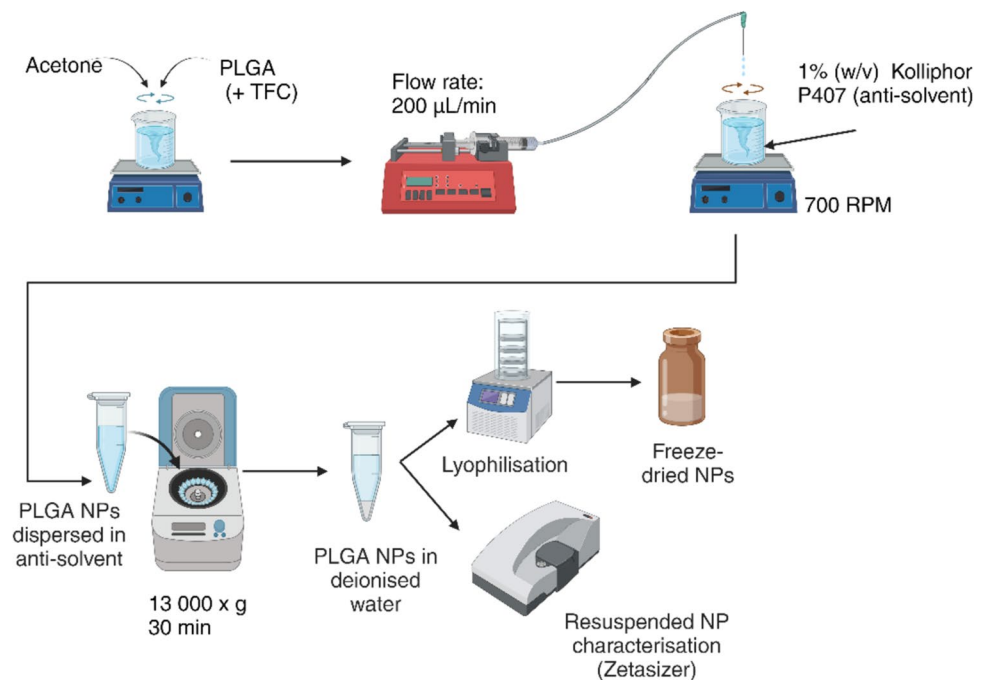 Acetone
PLGA
(+ TFC)
Flow rate:
200 µL/min
1% (w/v) Kolliphor
P407 (anti-solvent)
700 RPM
PLGA NPs
dispersed in
anti-solvent
13 000 x g
30 min
PLGA NPs in
deionised
water
Lyophilisation
Freeze-
dried NPs
Resuspended NP
characterisation
(Zetasizer)